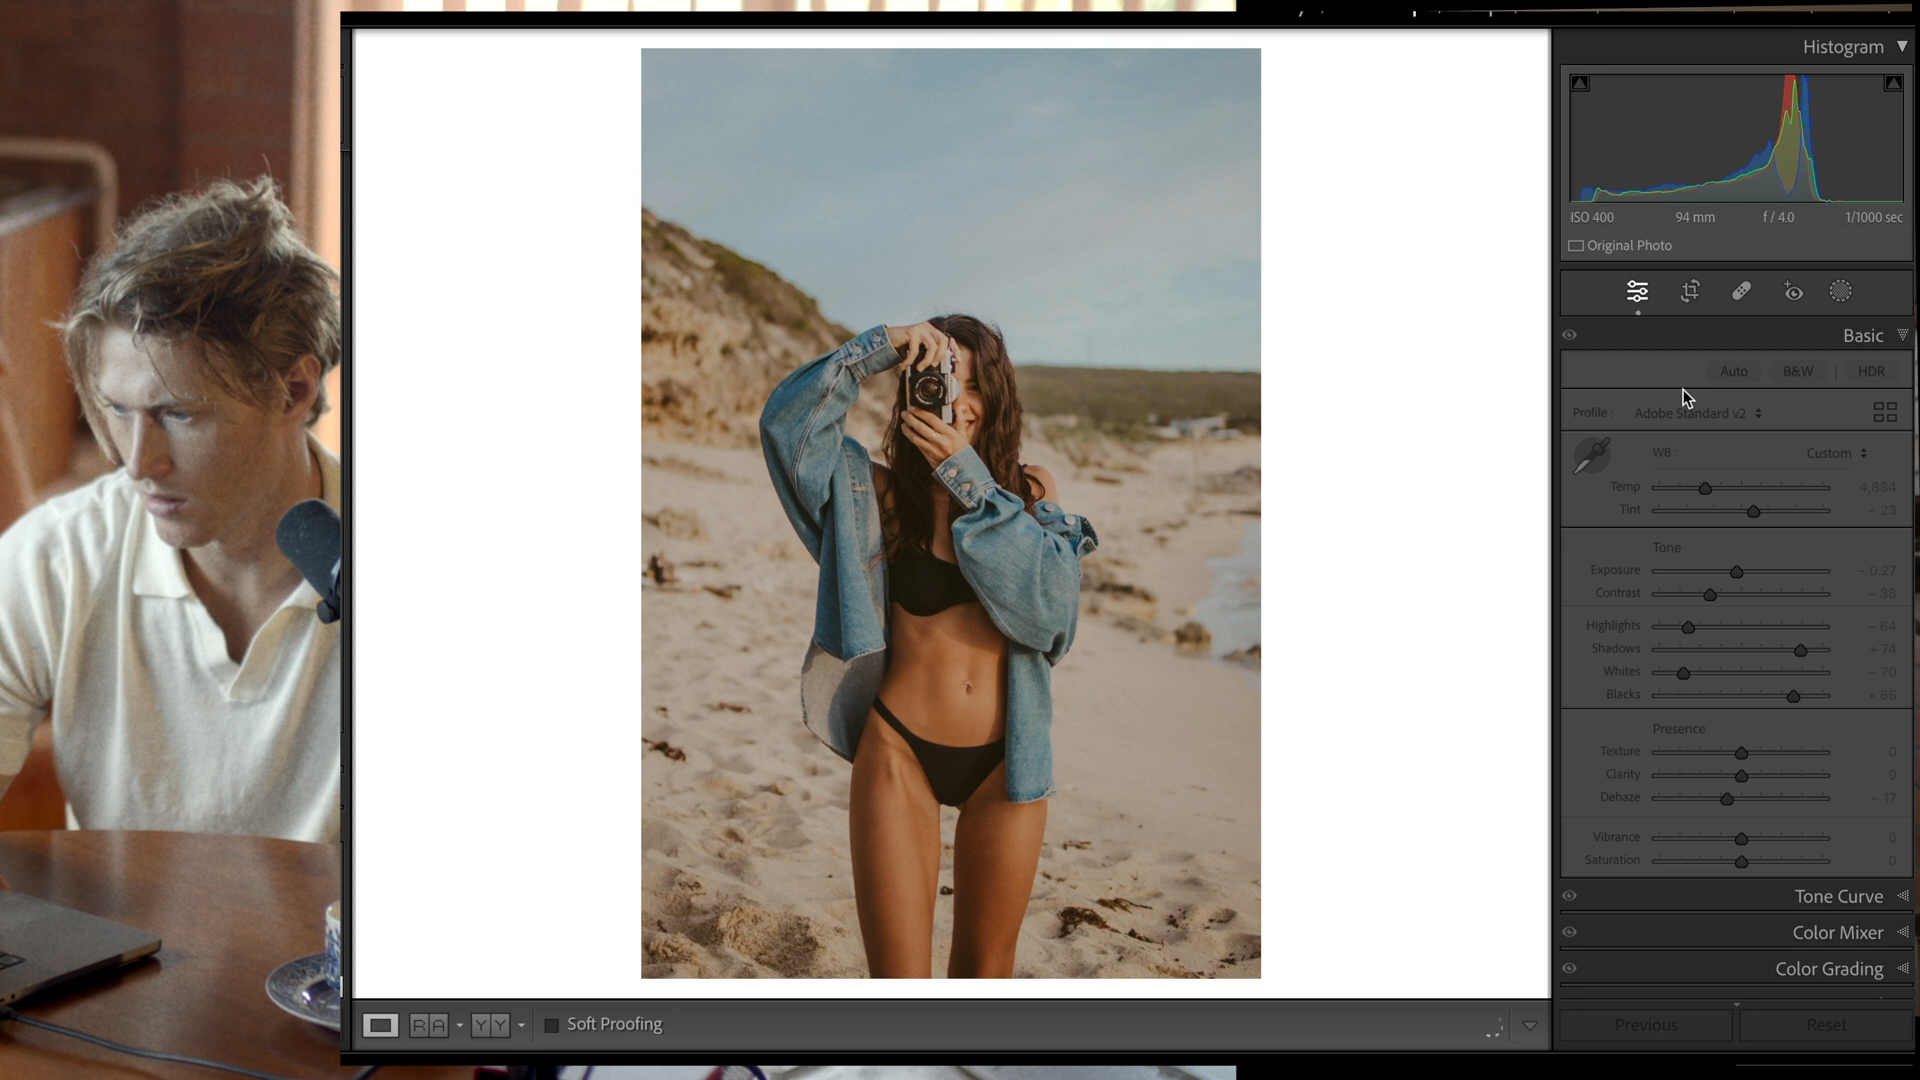 Histogram
ISO 400 94 mm f / 4.0 1/1000 sec
Original Photo
Basic
Auto B&W | HDR
Profile : Adobe Standard v2
WB : Custom
Temp 4,834
Tint + 23
Tone
Exposure - 0.27
Contrast - 38
Highlights - 64
Shadows + 74
Whites - 70
Blacks + 65
Presence
Texture 0
Clarity 0
Dehaze - 17
Vibrance 0
Saturation 0
Tone Curve
Color Mixer
Color Grading
R A Y Y Soft Proofing
Previous Reset